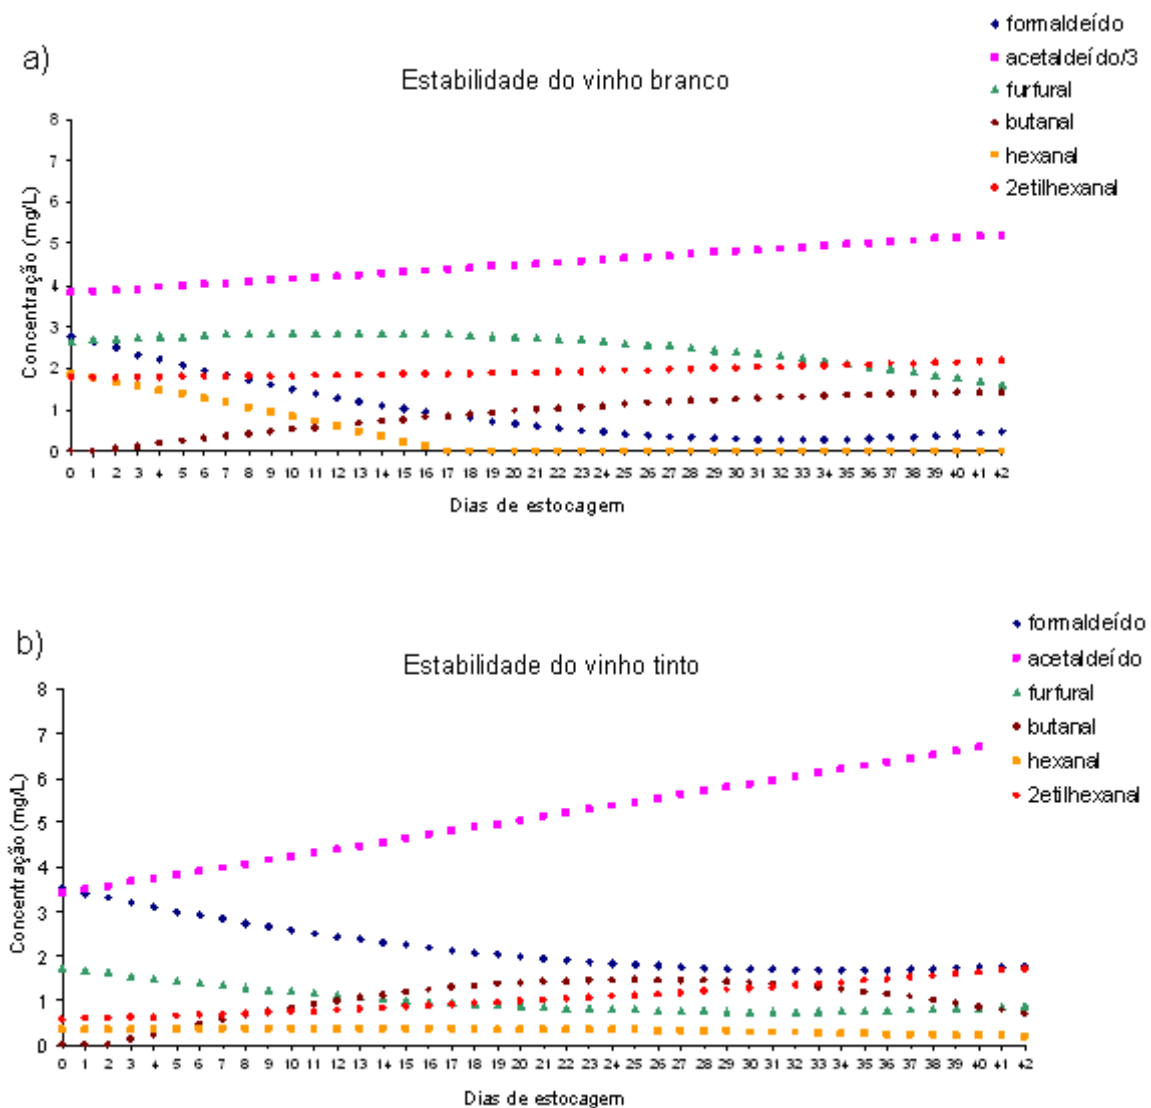 a)
Estabilidade do vinho branco
formaldeído
acetaldeído/3
furfural
butanal
hexanal
2etilhexanal
Concentração (mg/L)
8
7
6
5
4
3
2
1
0
0 1 2 3 4 5 6 7 8 9 10 11 12 13 14 15 16 17 18 19 20 21 22 23 24 25 26 27 28 29 30 31 32 33 34 35 36 37 38 39 40 41 42
Dias de estocagem
b)
Estabilidade do vinho tinto
formaldeído
acetaldeído
furfural
butanal
hexanal
2etilhexanal
Concentração (mg/L)
8
7
6
5
4
3
2
1
0
0 1 2 3 4 5 6 7 8 9 10 11 12 13 14 15 16 17 18 19 20 21 22 23 24 25 26 27 28 29 30 31 32 33 34 35 36 37 38 39 40 41 42
Dias de estocagem